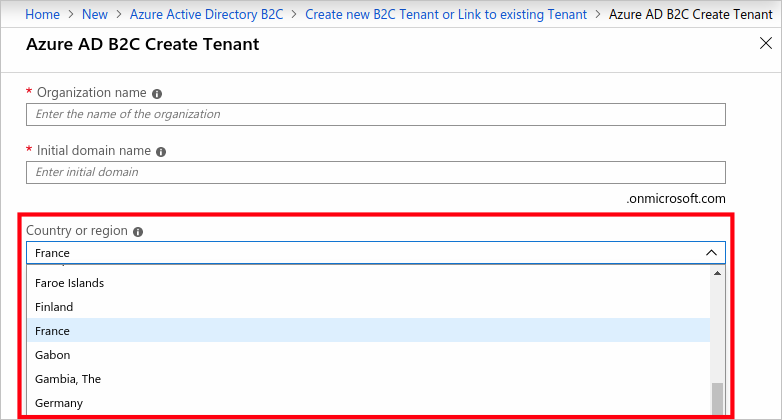 Home > New > Azure Active Directory B2C > Create new B2C Tenant or Link to existing Tenant > Azure AD B2C Create Tenant
Azure AD B2C Create Tenant
* Organization name
Enter the name of the organization
* Initial domain name
Enter initial domain
.onmicrosoft.com
Country or region
France
Faroe Islands
Finland
France
Gabon
Gambia, The
Germany